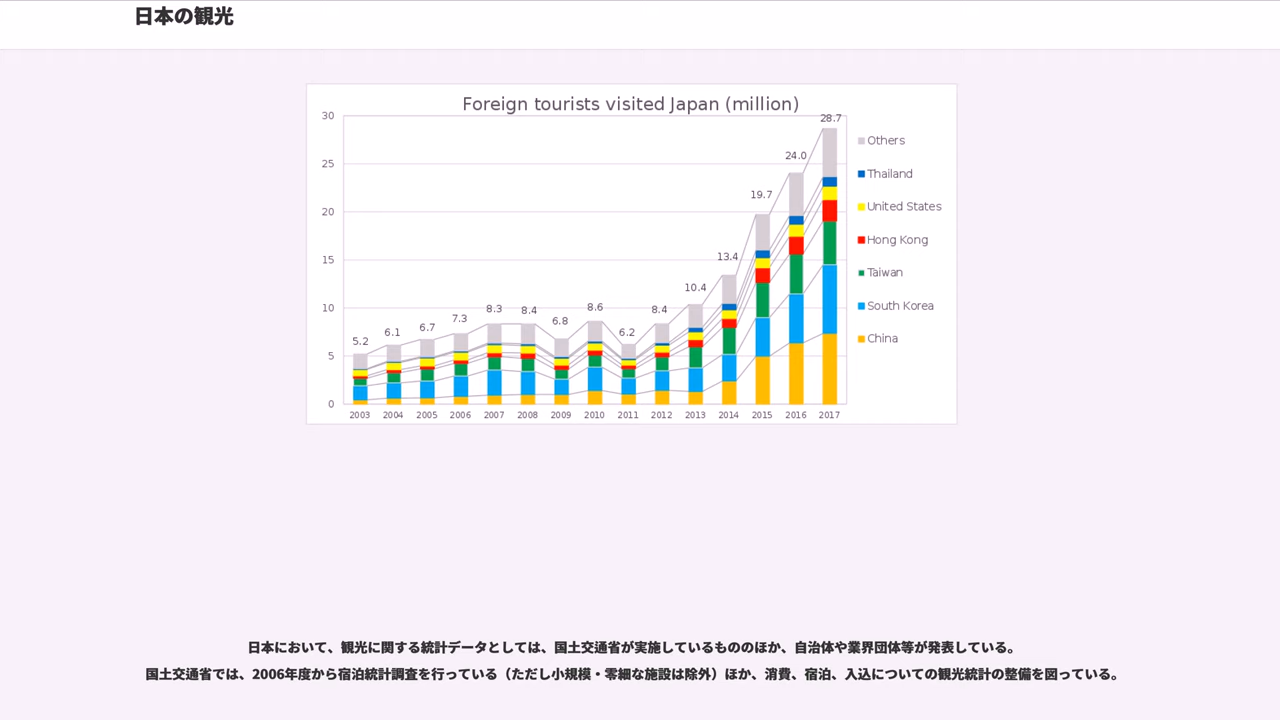 日本の観光
Foreign tourists visited Japan (million)
30
25
20
15
10
5
0
5.2
6.1
6.7
7.3
8.3
8.4
6.8
8.6
6.2
8.4
10.4
13.4
19.7
24.0
28.7
2003 2004 2005 2006 2007 2008 2009 2010 2011 2012 2013 2014 2015 2016 2017
Others
Thailand
United States
Hong Kong
Taiwan
South Korea
China
日本において、観光に関する統計データとしては、国土交通省が実施しているもののほか、自治体や業界団体等が発表している。
国土交通省では、2006年度から宿泊統計調査を行っている（ただし小規模・零細な施設は除外）ほか、消費、宿泊、入込についての観光統計の整備を図っている。